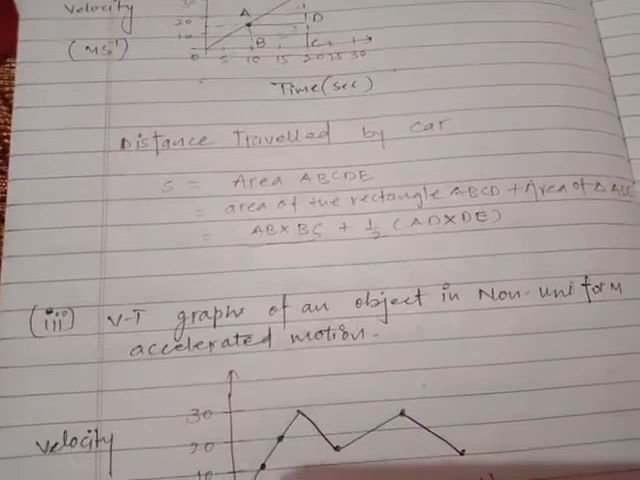 velocity
(MS⁻¹)
30
20
10
A
D
B
C
0 5 10 15 20 25 30
Time(sec)
Distance Travelled by car
s = Area ABCDE
= area of the rectangle ABCD + Area of Δ ADE
= AB×BC + 1/2 (AD×DE)
(iii) V-T graph of an object in Non-uniform
accelerated motion.
velocity
30
20
10